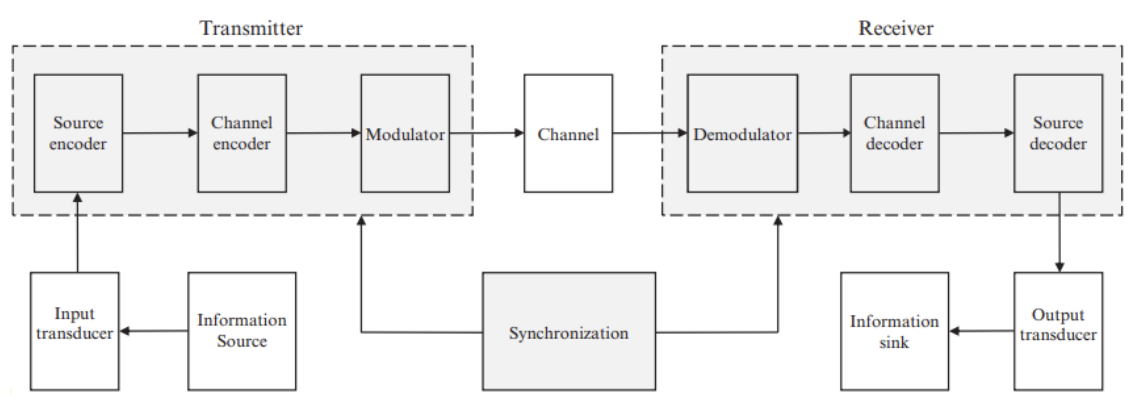 Transmitter
Receiver
Source
encoder
Channel
encoder
Modulator
Channel
Demodulator
Channel
decoder
Source
decoder
Input
transducer
Information
Source
Synchronization
Information
sink
Output
transducer